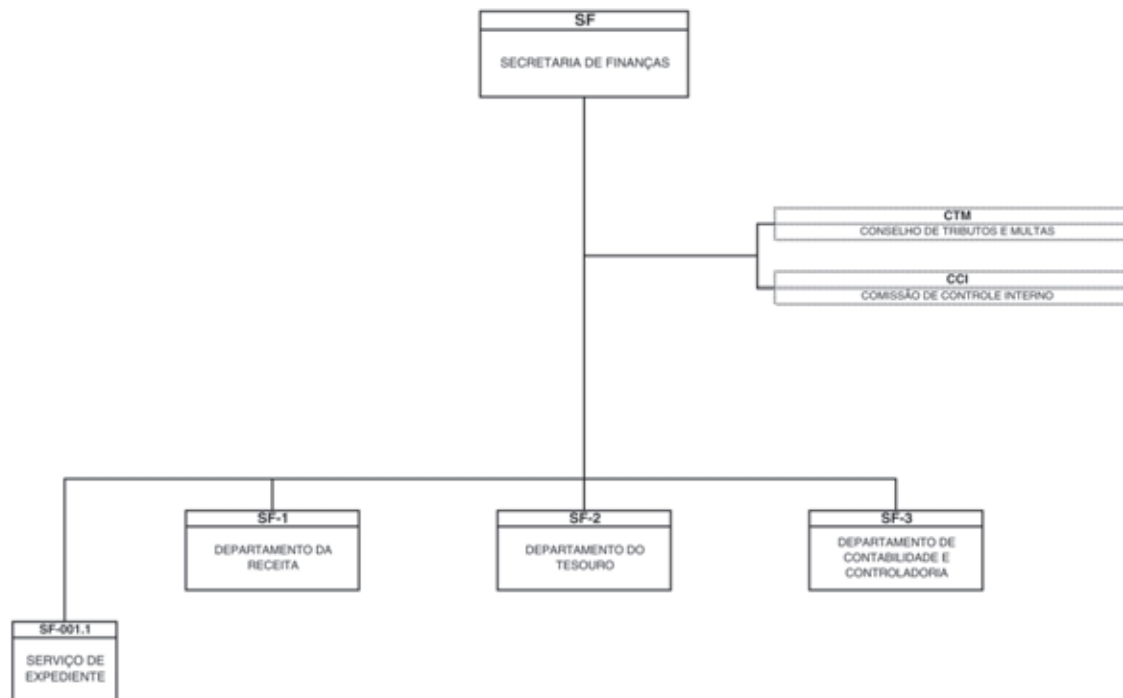 SF
SECRETARIA DE FINANÇAS
CTM
CONSELHO DE TRIBUTOS E MULTAS
CCI
COMISSÃO DE CONTROLE INTERNO
SF-1
DEPARTAMENTO DA
RECEITA
SF-2
DEPARTAMENTO DO
TESOURO
SF-3
DEPARTAMENTO DE
CONTABILIDADE E
CONTROLADORIA
SF-001.1
SERVIÇO DE
EXPEDIENTE